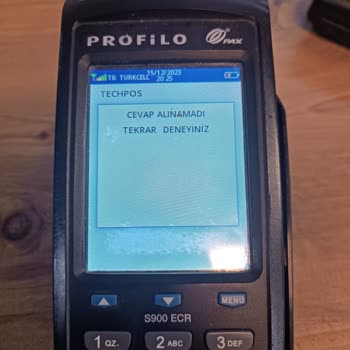 PROFiLO PAX
TR TURKCELL 15/12/2023
20:25
TECHPOS
CEVAP ALINAMADI
TEKRAR DENEYINIZ
MENU
S900 ECR
1 QZ. 2 ABC 3 DEF